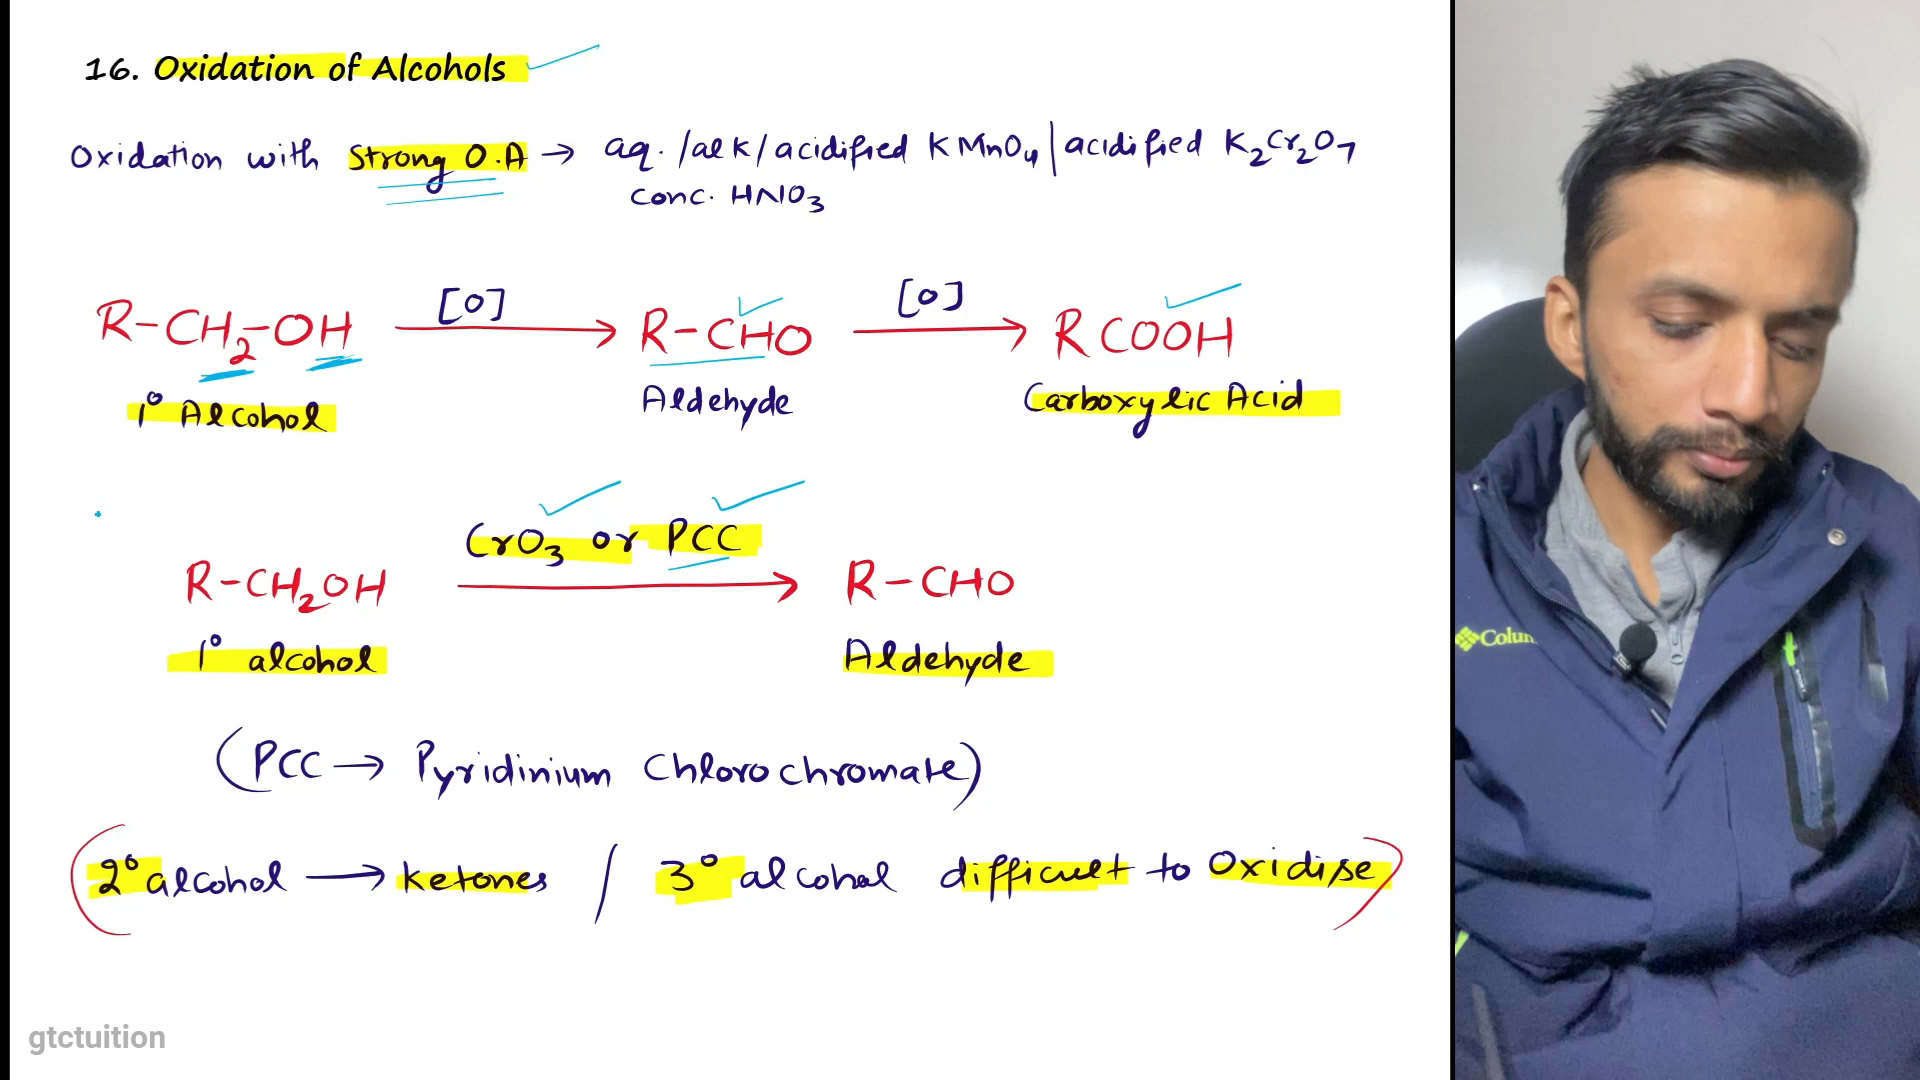 16. Oxidation of Alcohols
Oxidation with Strong O.A → aq. /alk/acidified KMnO₄|acidified K₂Cr₂O₇
Conc. HNO₃
R-CH₂-OH [O] → R-CHO [O] → RCOOH
1° Alcohol Aldehyde Carboxylic Acid
CrO₃ or PCC
R-CH₂OH → R-CHO
1° alcohol Aldehyde
(PCC → Pyridinium Chlorochromate)
(2° alcohol → ketones / 3° alcohol difficult to Oxidise)
gtctuition